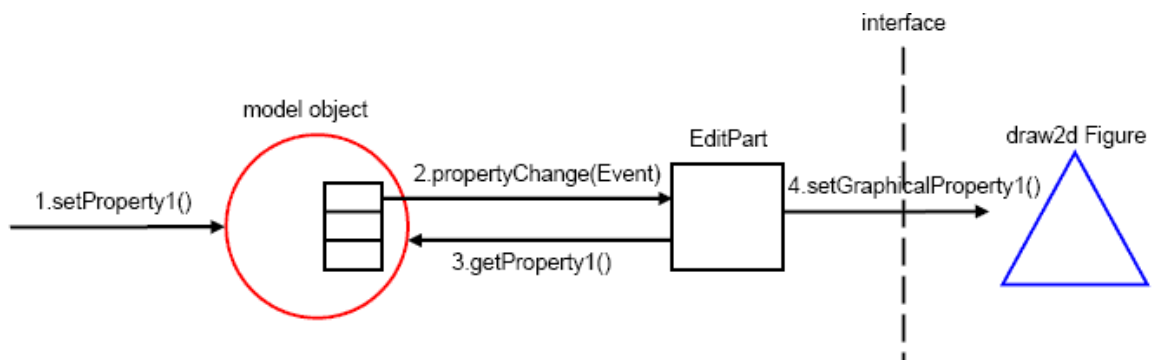 interface
model object
EditPart
draw2d Figure
1.setProperty1()
2.propertyChange(Event)
3.getProperty1()
4.setGraphicalProperty1()